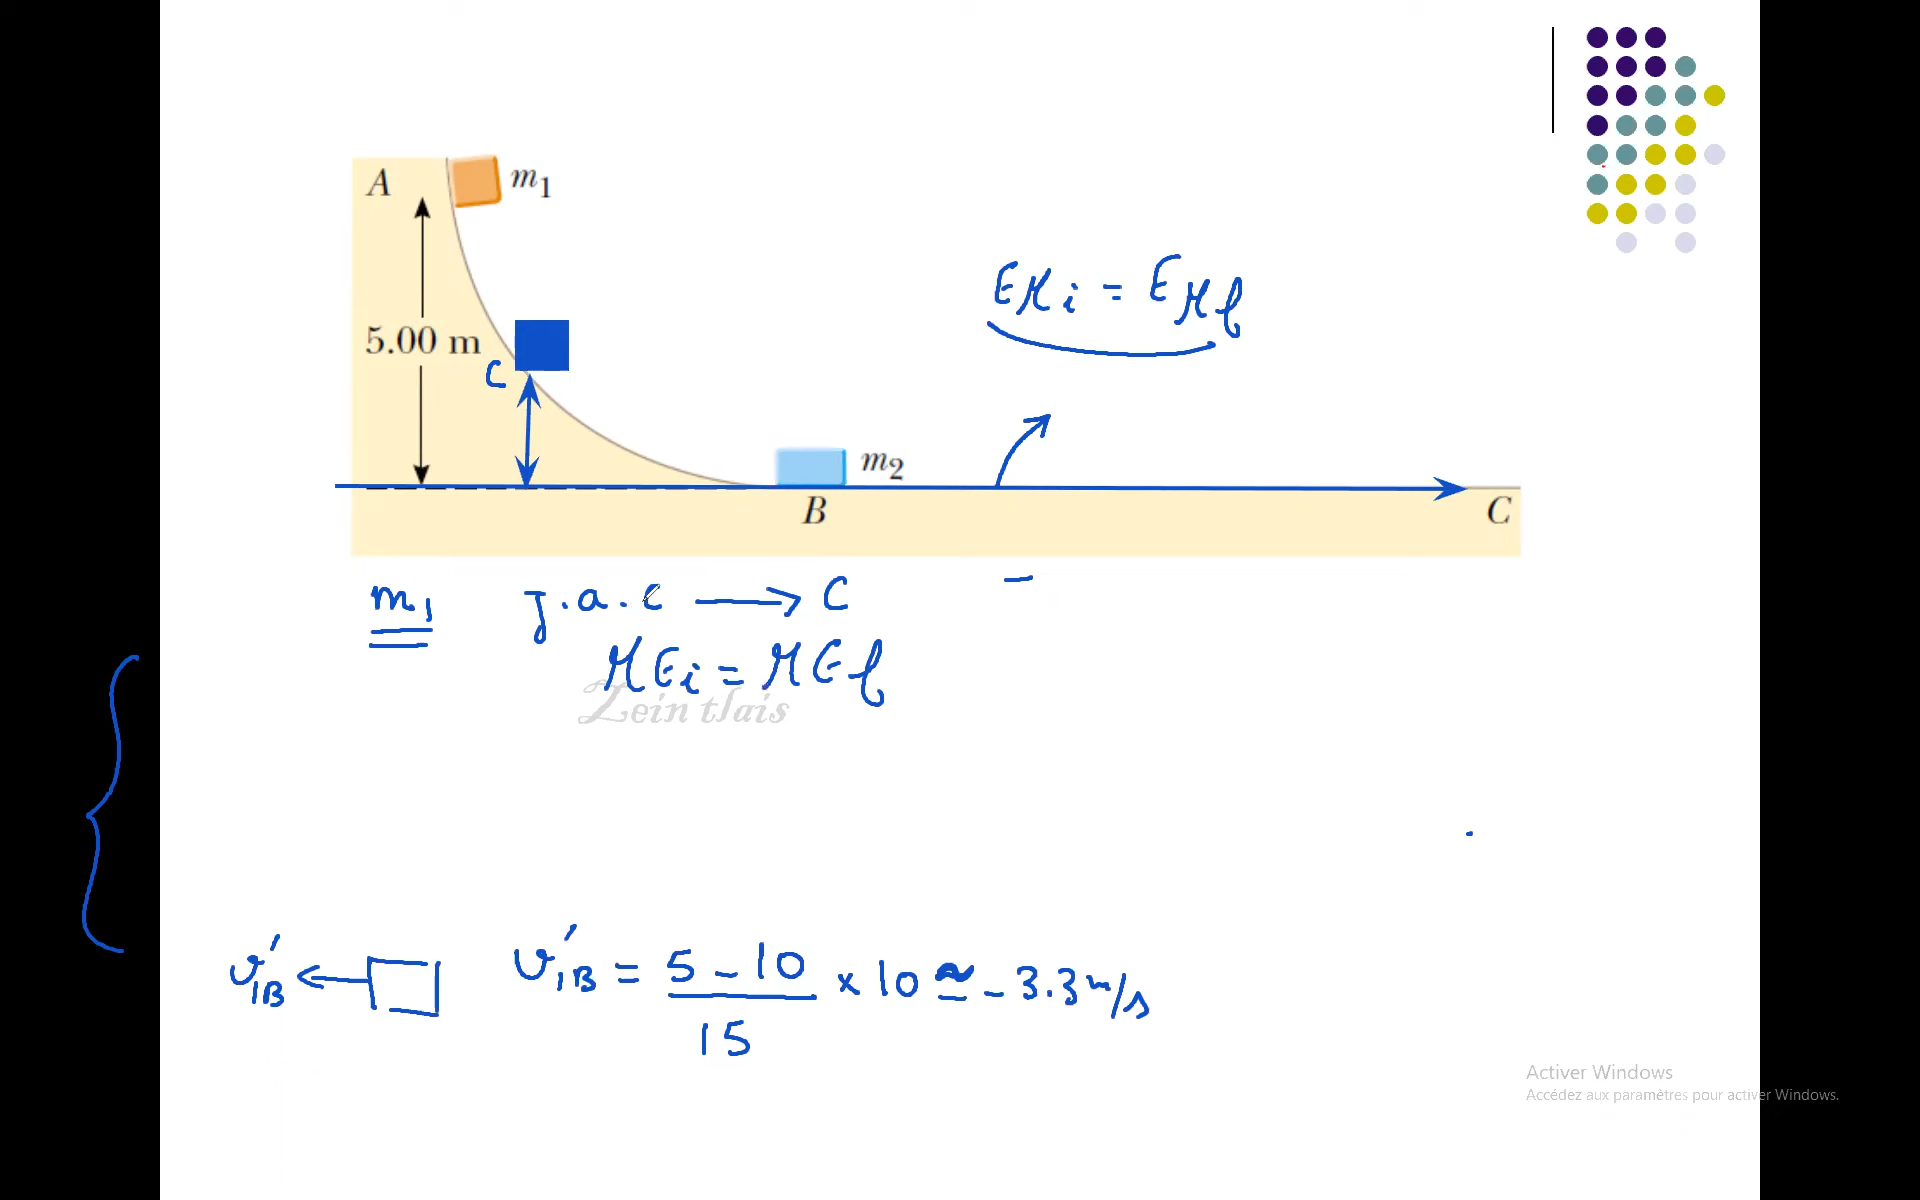 A
m₁
5.00 m
C
EMi = EMf
m₂
B
C
m₁ j.a.c → C
MEi = MEf
Zein tlais
v'₁B v'₁B = 5 - 10 / 15 × 10 ≃ - 3.3 m/s
Activer Windows
Accédez aux paramètres pour activer Windows.